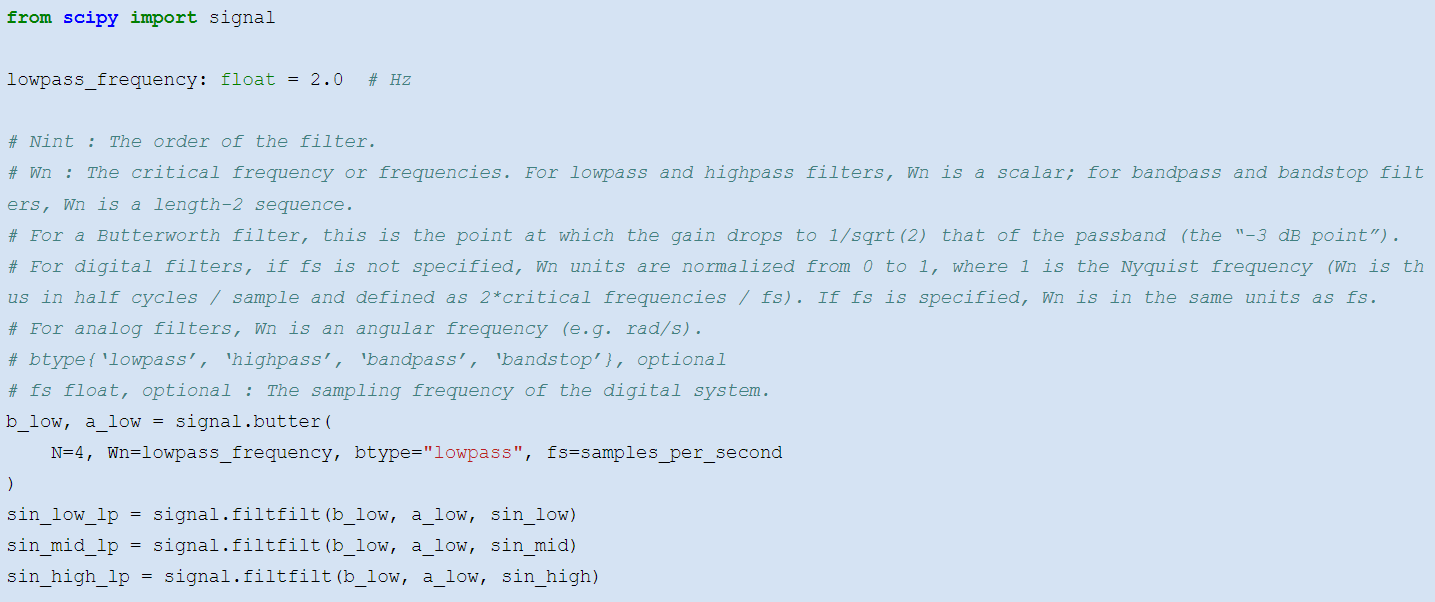 from scipy import signal
lowpass_frequency: float = 2.0  # Hz
# Nint : The order of the filter.
# Wn : The critical frequency or frequencies. For lowpass and highpass filters, Wn is a scalar; for bandpass and bandstop filt
ers, Wn is a length-2 sequence.
# For a Butterworth filter, this is the point at which the gain drops to 1/sqrt(2) that of the passband (the “-3 dB point”).
# For digital filters, if fs is not specified, Wn units are normalized from 0 to 1, where 1 is the Nyquist frequency (Wn is th
us in half cycles / sample and defined as 2*critical frequencies / fs). If fs is specified, Wn is in the same units as fs.
# For analog filters, Wn is an angular frequency (e.g. rad/s).
# btype{‘lowpass’, ‘highpass’, ‘bandpass’, ‘bandstop’}, optional
# fs float, optional : The sampling frequency of the digital system.
b_low, a_low = signal.butter(
    N=4, Wn=lowpass_frequency, btype="lowpass", fs=samples_per_second
)
sin_low_lp = signal.filtfilt(b_low, a_low, sin_low)
sin_mid_lp = signal.filtfilt(b_low, a_low, sin_mid)
sin_high_lp = signal.filtfilt(b_low, a_low, sin_high)